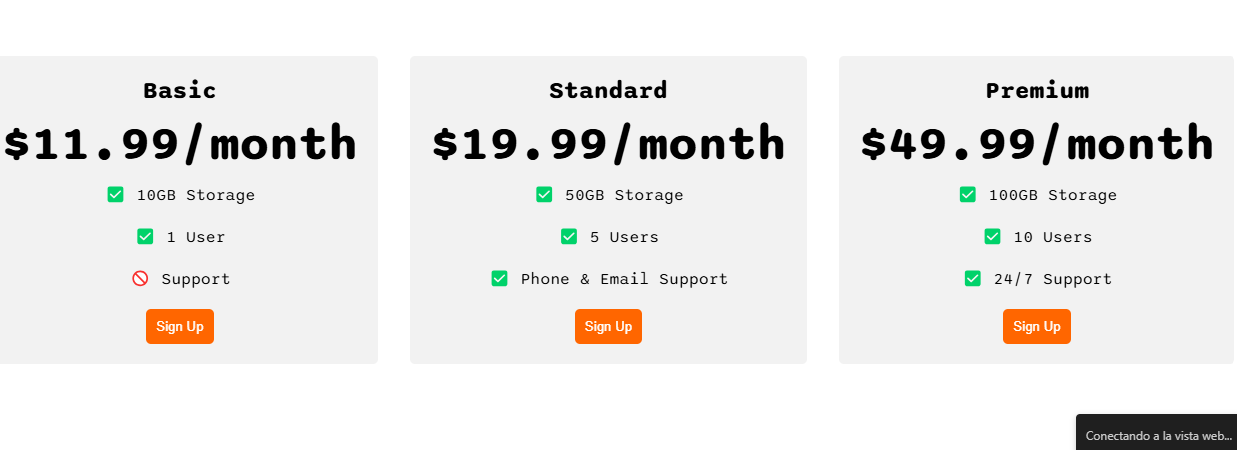 Basic
$11.99/month
10GB Storage
1 User
Support
Sign Up
Standard
$19.99/month
50GB Storage
5 Users
Phone & Email Support
Sign Up
Premium
$49.99/month
100GB Storage
10 Users
24/7 Support
Sign Up
Conectando a la vista web...